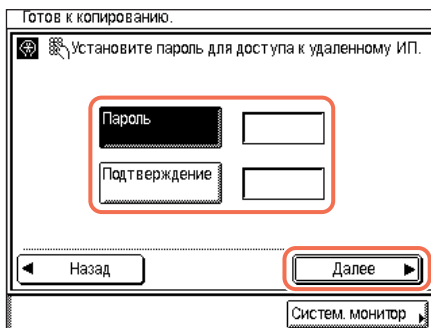 Готов к копированию.
Установите пароль для доступа к удаленному ИП.
Пароль
Подтверждение
Назад
Далее
Систем. монитор